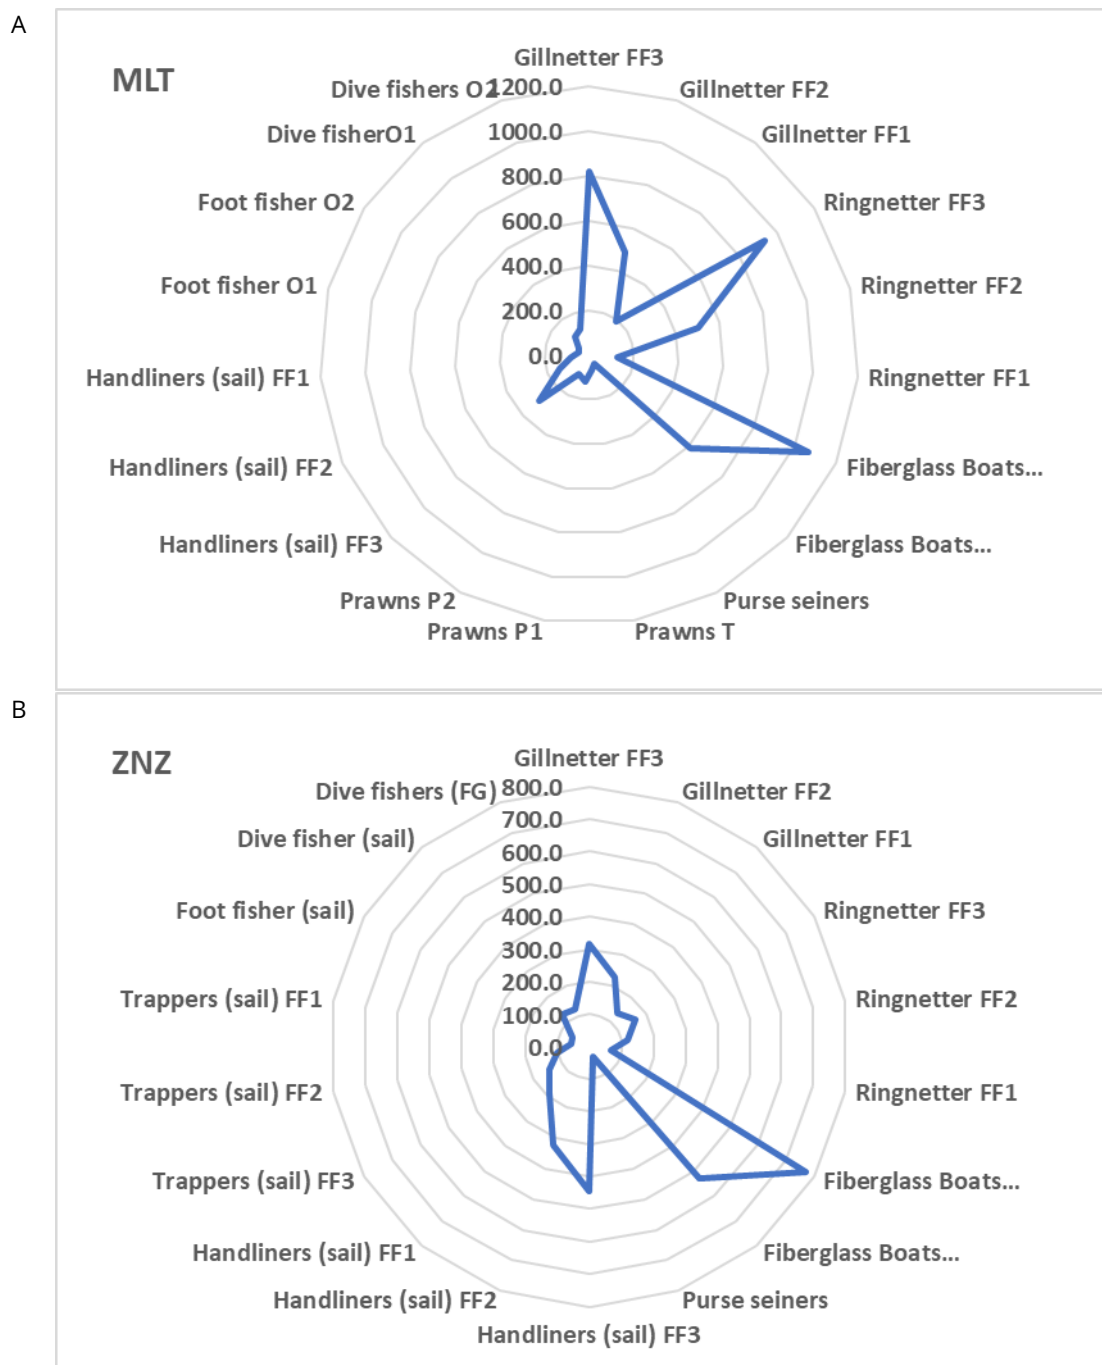 A
MLT
Gillnetter FF3
Dive fishers O2
1200.0
Gillnetter FF2
Dive fisherO1
1000.0
Gillnetter FF1
800.0
Foot fisher O2
Ringnetter FF3
600.0
400.0
Foot fisher O1
Ringnetter FF2
200.0
0.0
Handliners (sail) FF1
Ringnetter FF1
Handliners (sail) FF2
Fiberglass Boats...
Handliners (sail) FF3
Fiberglass Boats...
Prawns P2
Purse seiners
Prawns P1
Prawns T
B
ZNZ
Gillnetter FF3
Dive fishers (FG)
800.0
Gillnetter FF2
700.0
Dive fisher (sail)
Gillnetter FF1
600.0
500.0
Foot fisher (sail)
400.0
Ringnetter FF3
300.0
200.0
Trappers (sail) FF1
Ringnetter FF2
100.0
0.0
Trappers (sail) FF2
Ringnetter FF1
Trappers (sail) FF3
Fiberglass Boats...
Handliners (sail) FF1
Fiberglass Boats...
Handliners (sail) FF2
Purse seiners
Handliners (sail) FF3